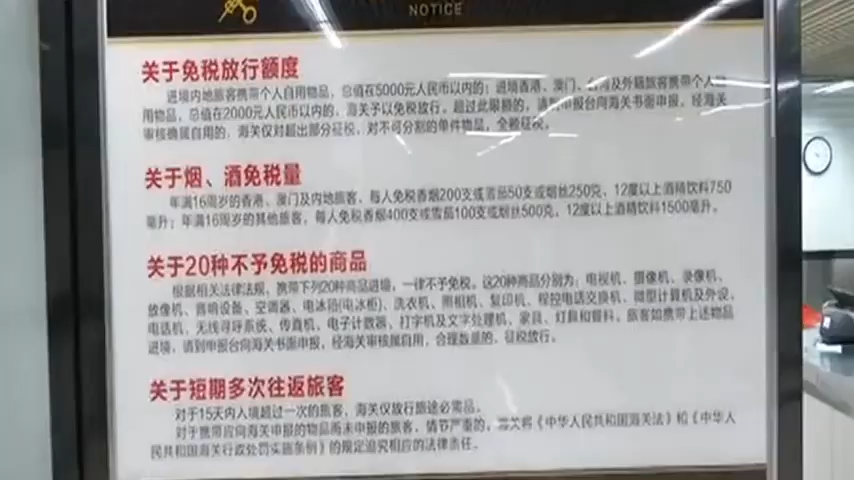 NOTICE
关于免税放行额度
进境内地旅客携带个人自用物品，总值在5000元人民币以内的；进境香港、澳门、台湾及外籍旅客携带个人自
用物品，总值在2000元人民币以内的，海关予以免税放行。超过此限额的，请到申报台向海关书面申报，经海关
审核确属自用的，海关仅对超出部分征税，对不可分割的单件物品，全额征税。
关于烟、酒免税量
年满16周岁的香港、澳门及内地旅客，每人免税香烟200支或雪茄50支或烟丝250克，12度以上酒精饮料750
毫升；年满16周岁的其他旅客，每人免税香烟400支或雪茄100支或烟丝500克，12度以上酒精饮料1500毫升。
关于20种不予免税的商品
根据相关法律法规，携带下列20种商品进境，一律不予免税。这20种商品分别为：电视机、摄像机、录像机、
放像机、音响设备、空调器、电冰箱(电冰柜)、洗衣机、照相机、复印机、程控电话交换机、微型计算机及外设、
电话机、无线寻呼系统、传真机、电子计数器、打字机及文字处理机、家具、灯具和餐料。旅客如携带上述物品
进境，请到申报台向海关书面申报，经海关审核属自用、合理数量的，征税放行。
关于短期多次往返旅客
对于15天内入境超过一次的旅客，海关仅放行旅途必需品。
对于携带应向海关申报的物品而未申报的旅客，情节严重的，海关将《中华人民共和国海关法》和《中华人
民共和国海关行政处罚实施条例》的规定追究相应的法律责任。